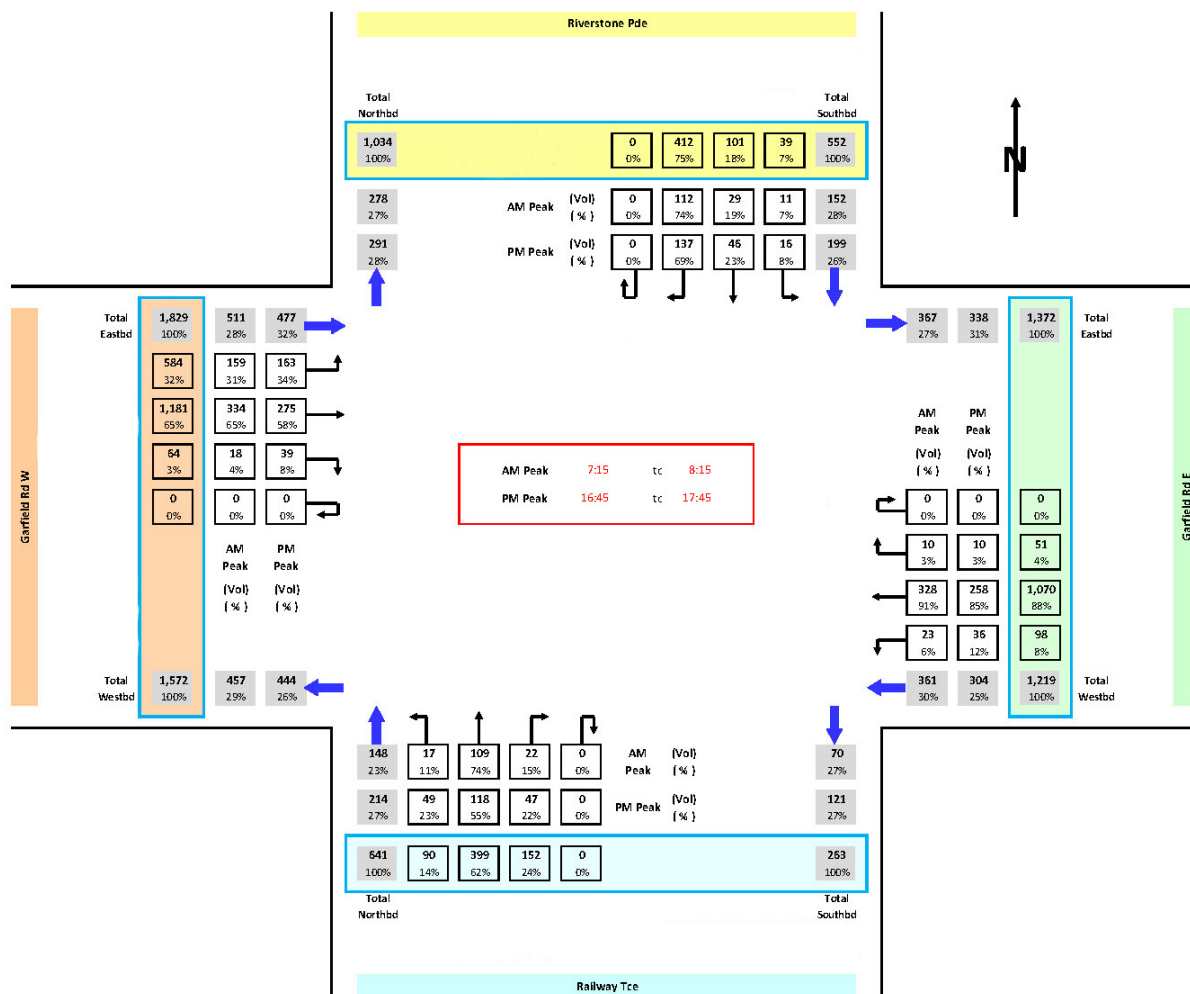 Riverstone Pde
Total Northbd
Total Southbd
1,034 0 412 101 39 552
100% 0% 75% 18% 7% 100%
N
278 AM Peak (Vol) 0 112 29 11 152
27% ( % ) 0% 74% 19% 7% 28%
291 PM Peak (Vol) 0 137 46 16 199
28% ( % ) 0% 69% 23% 8% 26%
Total Eastbd
1,829 511 477
100% 28% 32%
584 159 163
32% 31% 34%
1,181 334 275
65% 65% 58%
64 18 39
3% 4% 8%
0 0 0
0% 0% 0%
AM PM
Peak Peak
(Vol) (Vol)
( % ) ( % )
Total Westbd
1,572 457 444
100% 29% 26%
Garfield Rd W
AM Peak 7:15 tc 8:15
PM Peak 16:45 tc 17:45
367 338 1,372
27% 31% 100%
Total Eastbd
AM PM
Peak Peak
(Vol) (Vol)
( % ) ( % )
0 0 0
0% 0% 0%
10 10 51
3% 3% 4%
328 258 1,070
91% 85% 88%
23 36 98
6% 12% 8%
361 304 1,219
30% 25% 100%
Total Westbd
Garfield Rd E
148 17 109 22 0 AM (Vol) 70
23% 11% 74% 15% 0% Peak ( % ) 27%
214 49 118 47 0 PM Peak (Vol) 121
27% 23% 55% 22% 0% ( % ) 27%
641 90 399 152 0 263
100% 14% 62% 24% 0% 100%
Total Northbd
Total Southbd
Railway Tce